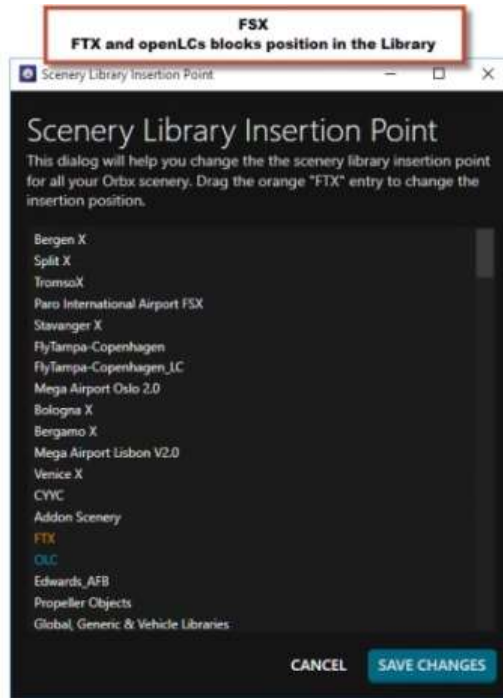 FSX
FTX and openLCs blocks position in the Library
Scenery Library Insertion Point
Scenery Library Insertion Point
This dialog will help you change the the scenery library insertion point
for all your Orbx scenery. Drag the orange "FTX" entry to change the
insertion position.
Bergen X
Split X
TromsoX
Paro International Airport FSX
Stavanger X
FlyTampa-Copenhagen
FlyTampa-Copenhagen_LC
Mega Airport Oslo 2.0
Bologna X
Bergamo X
Mega Airport Lisbon V2.0
Venice X
CYYC
Addon Scenery
FTX
OLC
Edwards_AFB
Propeller Objects
Global, Generic & Vehicle Libraries
CANCEL SAVE CHANGES